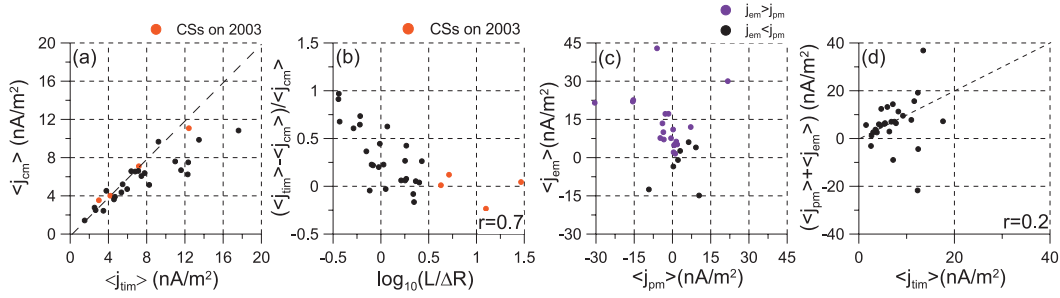 CSs on 2003
(a)
<j_cm> (nA/m²)
20
16
12
8
4
0
0 4 8 12 16 20
<j_tim> (nA/m²)
CSs on 2003
(b)
(<j_tim>-<j_cm>)/<j_cm>
1.5
1
0.5
0
-0.5
r=0.7
-0.5 0 0.5 1 1.5
log₁₀(L/ΔR)
j_em>j_pm
j_em<j_pm
(c)
<j_em>(nA/m²)
45
30
15
0
-15
-30
-30 -15 0 15 30 45
<j_pm>(nA/m²)
(d)
(<j_pm>+<j_em>) (nA/m²)
40
20
0
-20
-40
r=0.2
0 10 20 30 40
<j_tim>(nA/m²)